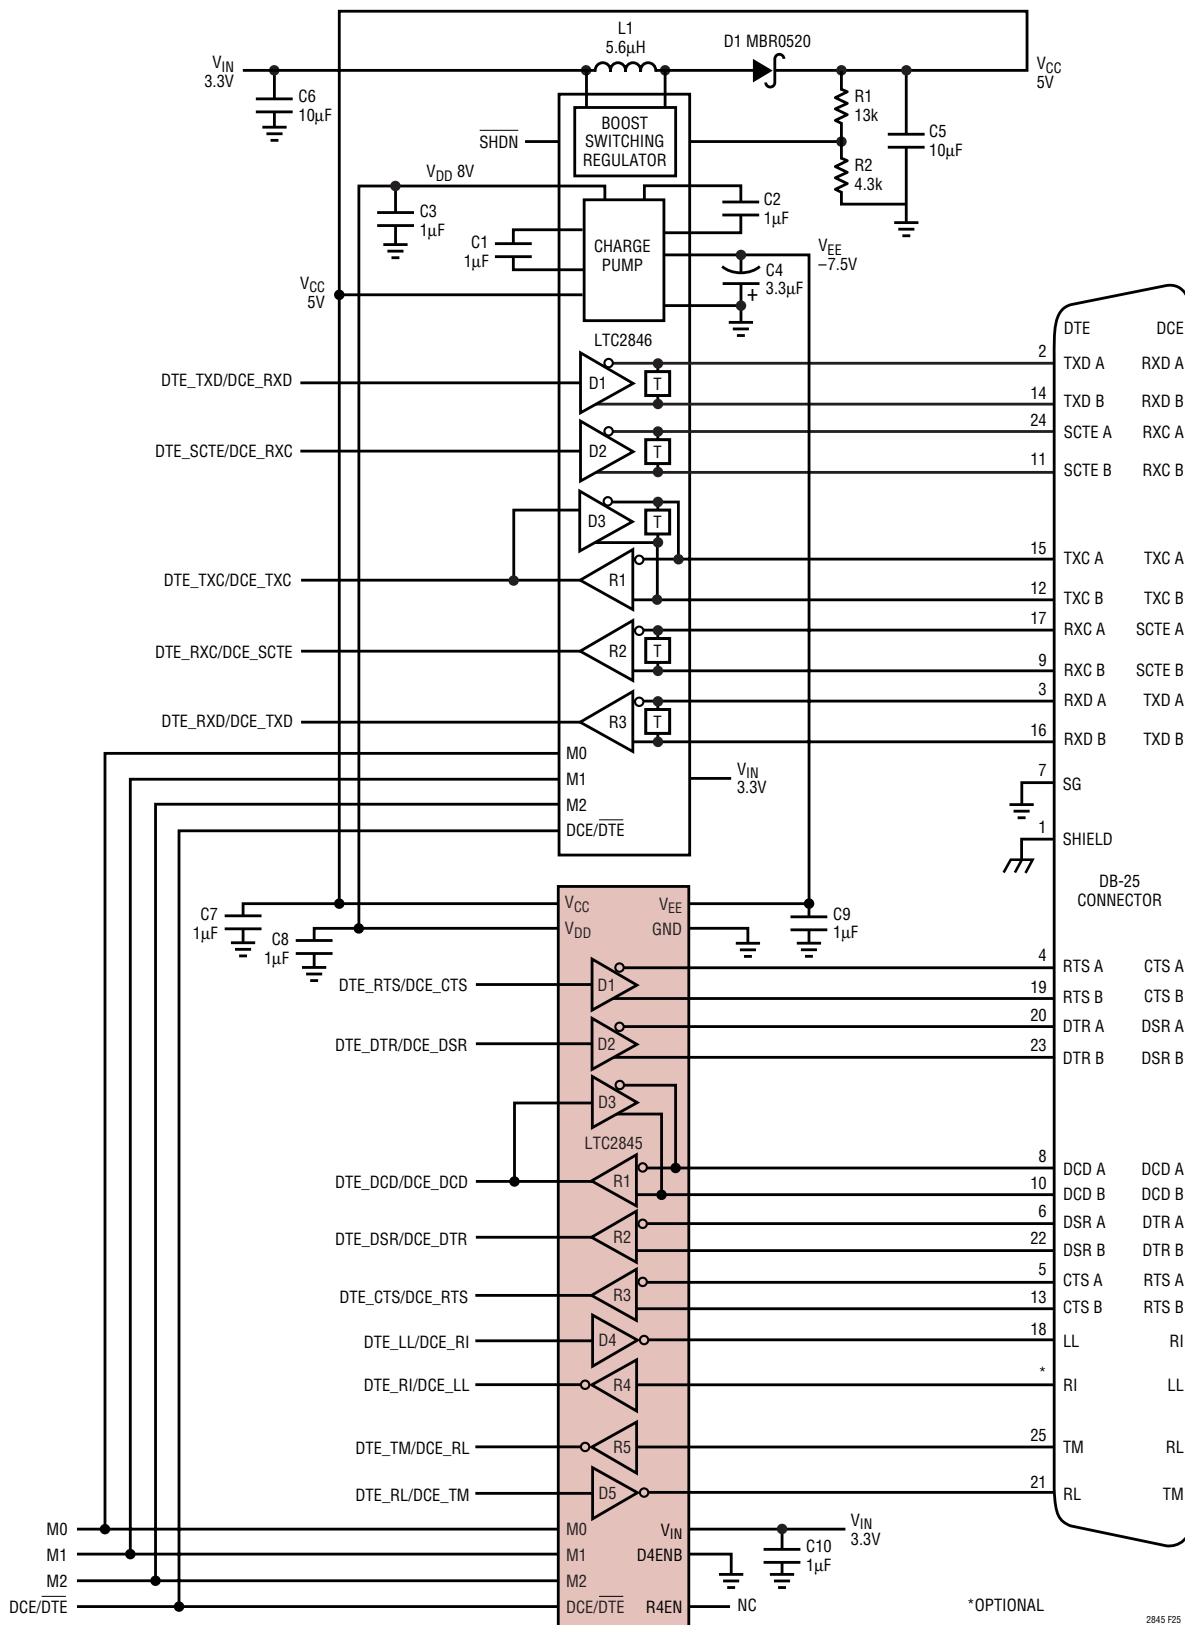 L1
5.6µH
D1 MBR0520
VIN
3.3V
VCC
5V
C6
10µF
R1
13k
BOOST
SWITCHING
REGULATOR
C5
10µF
SHDN
R2
4.3k
VDD 8V
C3
1µF
C2
1µF
C1
1µF
CHARGE
PUMP
VEE
–7.5V
C4
3.3µF
+
VCC
5V
LTC2846
DTE DCE
DTE_TXD/DCE_RXD D1 T 2 TXD A RXD A
14 TXD B RXD B
DTE_SCTE/DCE_RXC D2 T 24 SCTE A RXC A
11 SCTE B RXC B
D3 T
DTE_TXC/DCE_TXC R1 15 TXC A TXC A
12 TXC B TXC B
DTE_RXC/DCE_SCTE R2 T 17 RXC A SCTE A
9 RXC B SCTE B
DTE_RXD/DCE_TXD R3 T 3 RXD A TXD A
16 RXD B TXD B
M0
M1
VIN
3.3V
M2
DCE/DTE
7 SG
1 SHIELD
DB-25
CONNECTOR
C7
1µF
C8
1µF
VCC VEE
VDD GND
C9
1µF
DTE_RTS/DCE_CTS D1 4 RTS A CTS A
19 RTS B CTS B
DTE_DTR/DCE_DSR D2 20 DTR A DSR A
23 DTR B DSR B
D3
LTC2845
DTE_DCD/DCE_DCD R1 8 DCD A DCD A
10 DCD B DCD B
DTE_DSR/DCE_DTR R2 6 DSR A DTR A
22 DSR B DTR B
DTE_CTS/DCE_RTS R3 5 CTS A RTS A
13 CTS B RTS B
DTE_LL/DCE_RI D4 18 LL RI
DTE_RI/DCE_LL R4 * RI LL
DTE_TM/DCE_RL R5 25 TM RL
DTE_RL/DCE_TM D5 21 RL TM
M0 M0 VIN
VIN
3.3V
M1 M1 D4ENB
C10
1µF
M2 M2
DCE/DTE DCE/DTE R4EN NC
*OPTIONAL
2845 F25